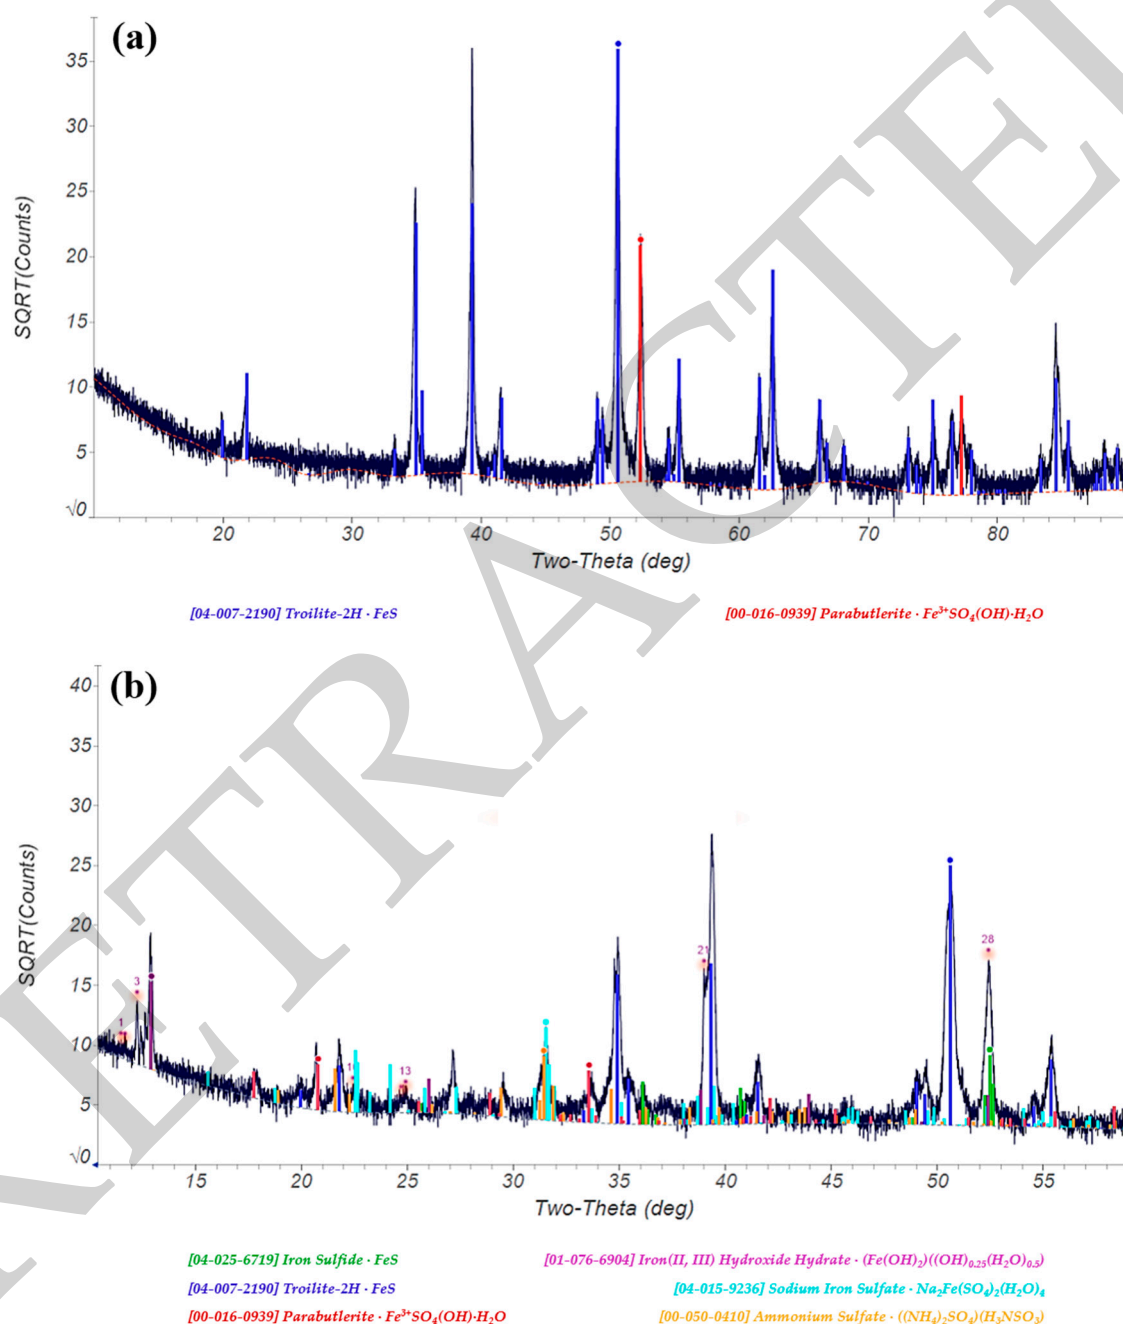 (a)
SQRT(Counts)
35
30
25
20
15
10
5
√0
20 30 40 50 60 70 80
Two-Theta (deg)
[04-007-2190] Troilite-2H · FeS [00-016-0939] Parabutlerite · Fe³⁺SO₄(OH)·H₂O
(b)
SQRT(Counts)
40
35
30
25
20
15
10
5
√0
1 3 13 21 28
15 20 25 30 35 40 45 50 55
Two-Theta (deg)
[04-025-6719] Iron Sulfide · FeS [01-076-6904] Iron(II, III) Hydroxide Hydrate · (Fe(OH)₂)((OH)₀.₂₅(H₂O)₀.₅)
[04-007-2190] Troilite-2H · FeS [04-015-9236] Sodium Iron Sulfate · Na₂Fe(SO₄)₂(H₂O)₄
[00-016-0939] Parabutlerite · Fe³⁺SO₄(OH)·H₂O [00-050-0410] Ammonium Sulfate · ((NH₄)₂SO₄)(H₃NSO₃)
RETRACTE